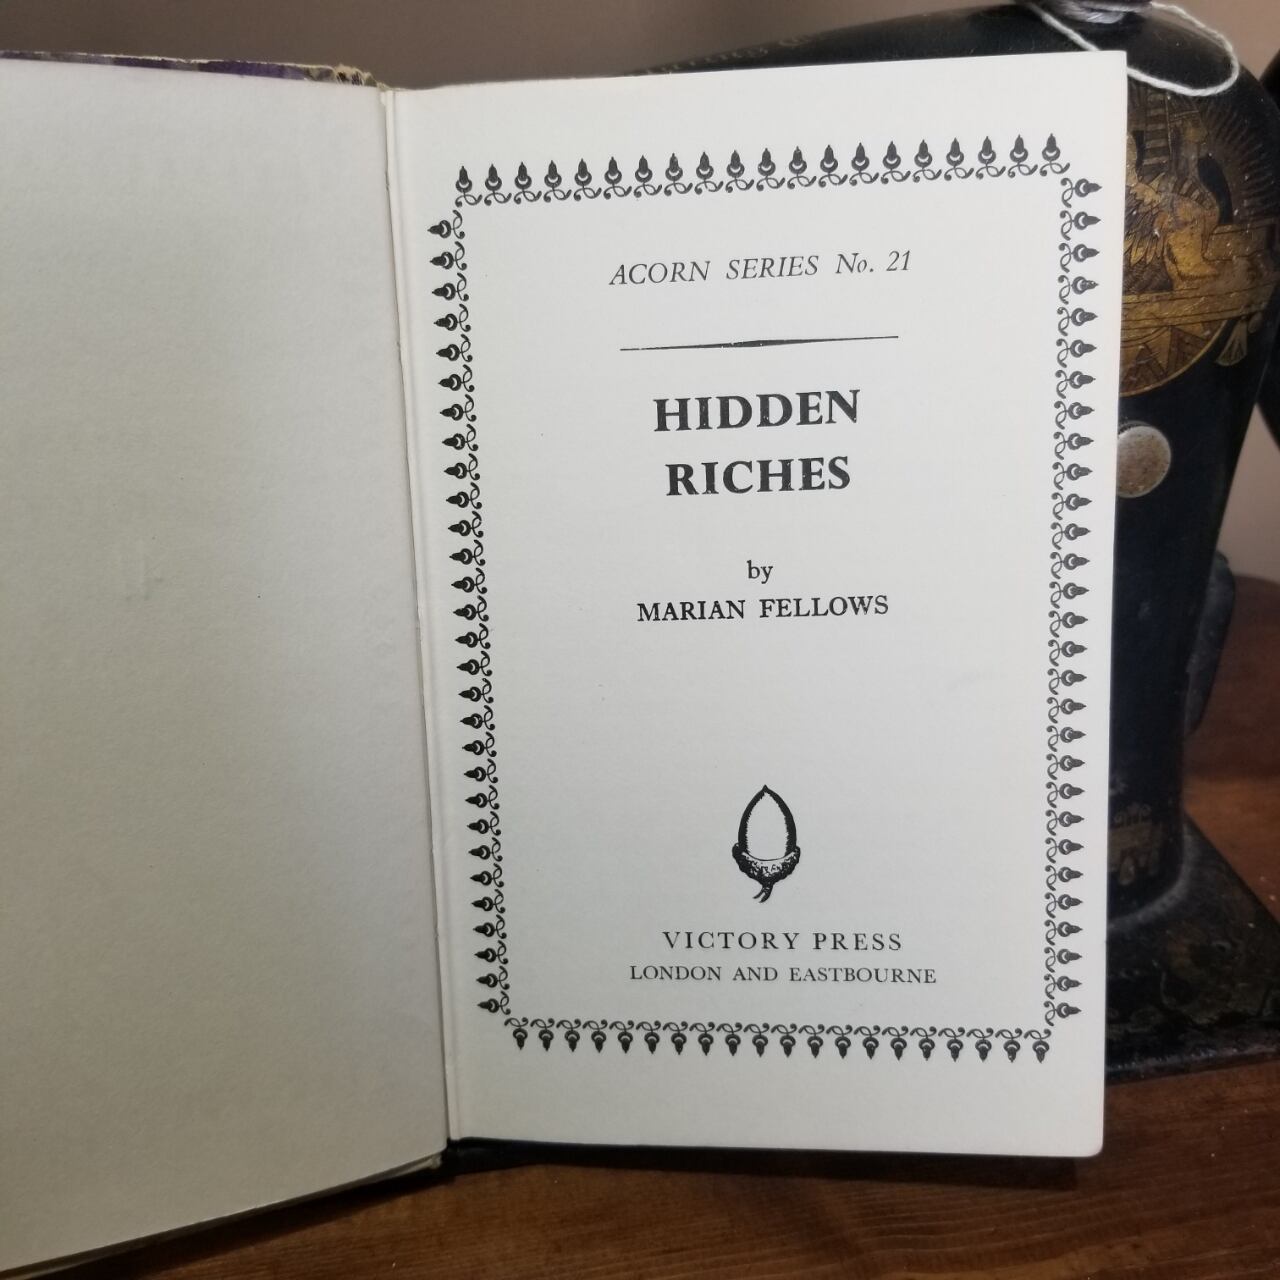 ACORN SERIES No. 21
HIDDEN
RICHES
by
MARIAN FELLOWS
VICTORY PRESS
LONDON AND EASTBOURNE